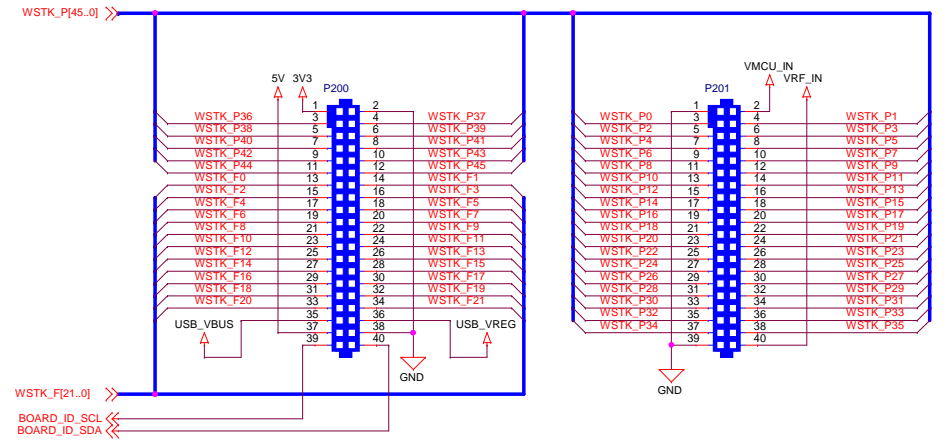 WSTK_P[45..0]
5V 3V3 P200
VMCU_IN
VRF_IN
P201
1 2
WSTK_P36 3 4 WSTK_P37
WSTK_P38 5 6 WSTK_P39
WSTK_P40 7 8 WSTK_P41
WSTK_P42 9 10 WSTK_P43
WSTK_P44 11 12 WSTK_P45
WSTK_F0 13 14 WSTK_F1
WSTK_F2 15 16 WSTK_F3
WSTK_F4 17 18 WSTK_F5
WSTK_F6 19 20 WSTK_F7
WSTK_F8 21 22 WSTK_F9
WSTK_F10 23 24 WSTK_F11
WSTK_F12 25 26 WSTK_F13
WSTK_F14 27 28 WSTK_F15
WSTK_F16 29 30 WSTK_F17
WSTK_F18 31 32 WSTK_F19
WSTK_F20 33 34 WSTK_F21
35 36
USB_VBUS 37 38 USB_VREG
39 40
GND
1 2
WSTK_P0 3 4 WSTK_P1
WSTK_P2 5 6 WSTK_P3
WSTK_P4 7 8 WSTK_P5
WSTK_P6 9 10 WSTK_P7
WSTK_P8 11 12 WSTK_P9
WSTK_P10 13 14 WSTK_P11
WSTK_P12 15 16 WSTK_P13
WSTK_P14 17 18 WSTK_P15
WSTK_P16 19 20 WSTK_P17
WSTK_P18 21 22 WSTK_P19
WSTK_P20 23 24 WSTK_P21
WSTK_P22 25 26 WSTK_P23
WSTK_P24 27 28 WSTK_P25
WSTK_P26 29 30 WSTK_P27
WSTK_P28 31 32 WSTK_P29
WSTK_P30 33 34 WSTK_P31
WSTK_P32 35 36 WSTK_P33
WSTK_P34 37 38 WSTK_P35
39 40
GND
WSTK_F[21..0]
BOARD_ID_SCL
BOARD_ID_SDA